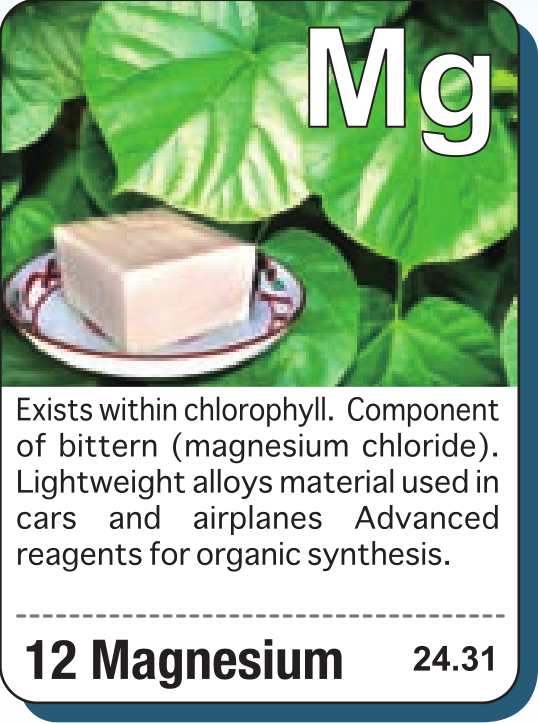 Mg
Exists within chlorophyll. Component
of bittern (magnesium chloride).
Lightweight alloys material used in
cars and airplanes Advanced
reagents for organic synthesis.
12 Magnesium 24.31